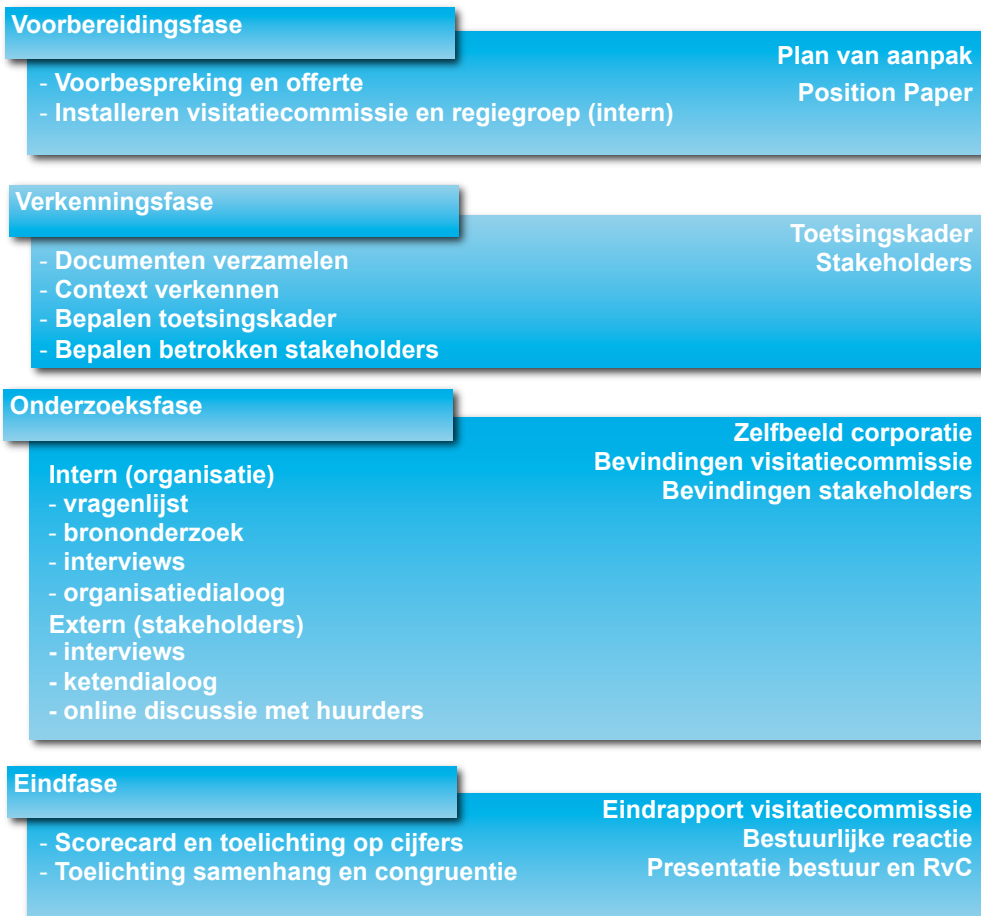 Voorbereidingsfase
Plan van aanpak
- Voorbespreking en offerte
Position Paper
- Installeren visitatiecommissie en regiegroep (intern)
Verkenningsfase
Toetsingskader
- Documenten verzamelen
Stakeholders
- Context verkennen
- Bepalen toetsingskader
- Bepalen betrokken stakeholders
Onderzoeksfase
Zelfbeeld corporatie
Bevindingen visitatiecommissie
Bevindingen stakeholders
Intern (organisatie)
- vragenlijst
- brononderzoek
- interviews
- organisatiedialoog
Extern (stakeholders)
- interviews
- ketendialoog
- online discussie met huurders
Eindfase
Eindrapport visitatiecommissie
Bestuurlijke reactie
Presentatie bestuur en RvC
- Scorecard en toelichting op cijfers
- Toelichting samenhang en congruentie